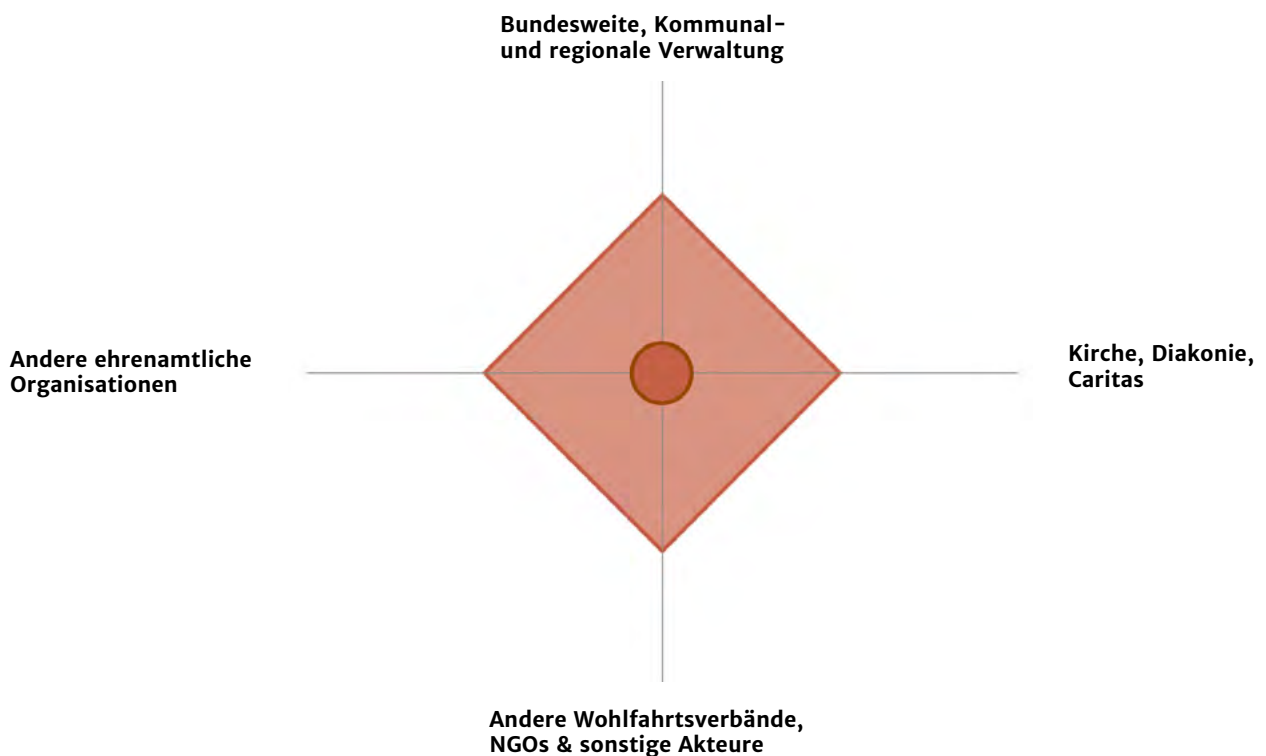 Bundesweite, Kommunal-
und regionale Verwaltung
Andere ehrenamtliche
Organisationen
Kirche, Diakonie,
Caritas
Andere Wohlfahrtsverbände,
NGOs & sonstige Akteure